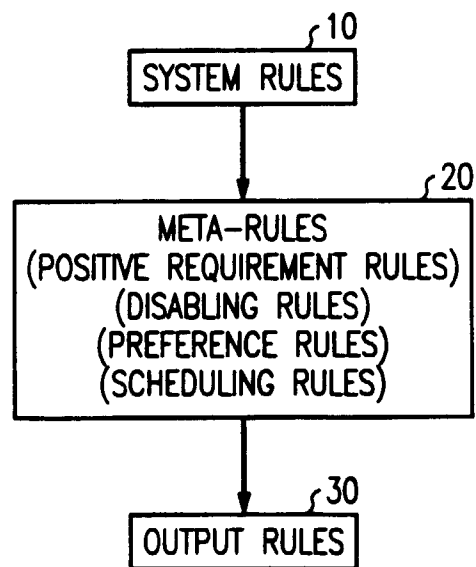 10
SYSTEM RULES
20
META-RULES
(POSITIVE REQUIREMENT RULES)
(DISABLING RULES)
(PREFERENCE RULES)
(SCHEDULING RULES)
30
OUTPUT RULES